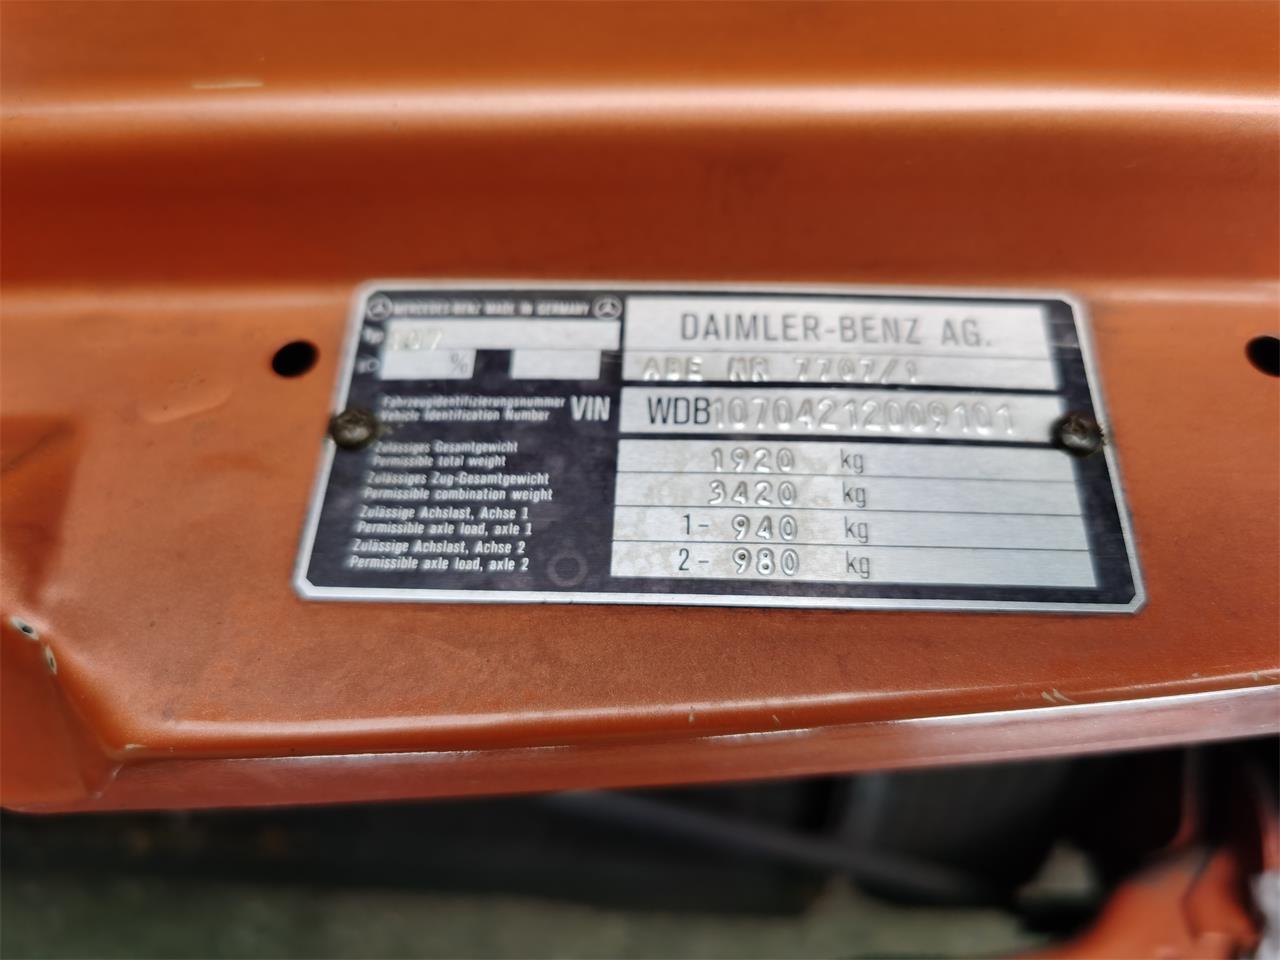 MERCEDES-BENZ MADE IN GERMANY
Typ 107
%
DAIMLER-BENZ AG.
ABE NR 7707/1
Fahrzeugidentifizierungsnummer
Vehicle Identification Number
VIN
WDB10704212009101
Zulässiges Gesamtgewicht
Permissible total weight
1920 kg
Zulässiges Zug-Gesamtgewicht
Permissible combination weight
3420 kg
Zulässige Achslast, Achse 1
Permissible axle load, axle 1
1- 940 kg
Zulässige Achslast, Achse 2
Permissible axle load, axle 2
2- 980 kg